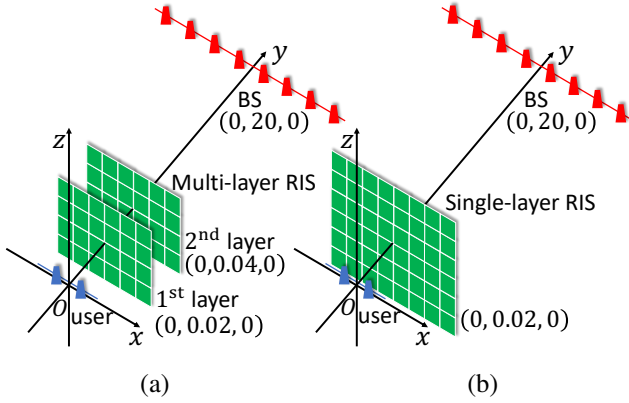 y
BS
(0, 20, 0)
z
Multi-layer RIS
2nd layer
(0,0.04,0)
1st layer
(0,0.02,0)
O
user
x
(a)
y
BS
(0, 20, 0)
z
Single-layer RIS
O
user
x
(0, 0.02, 0)
(b)